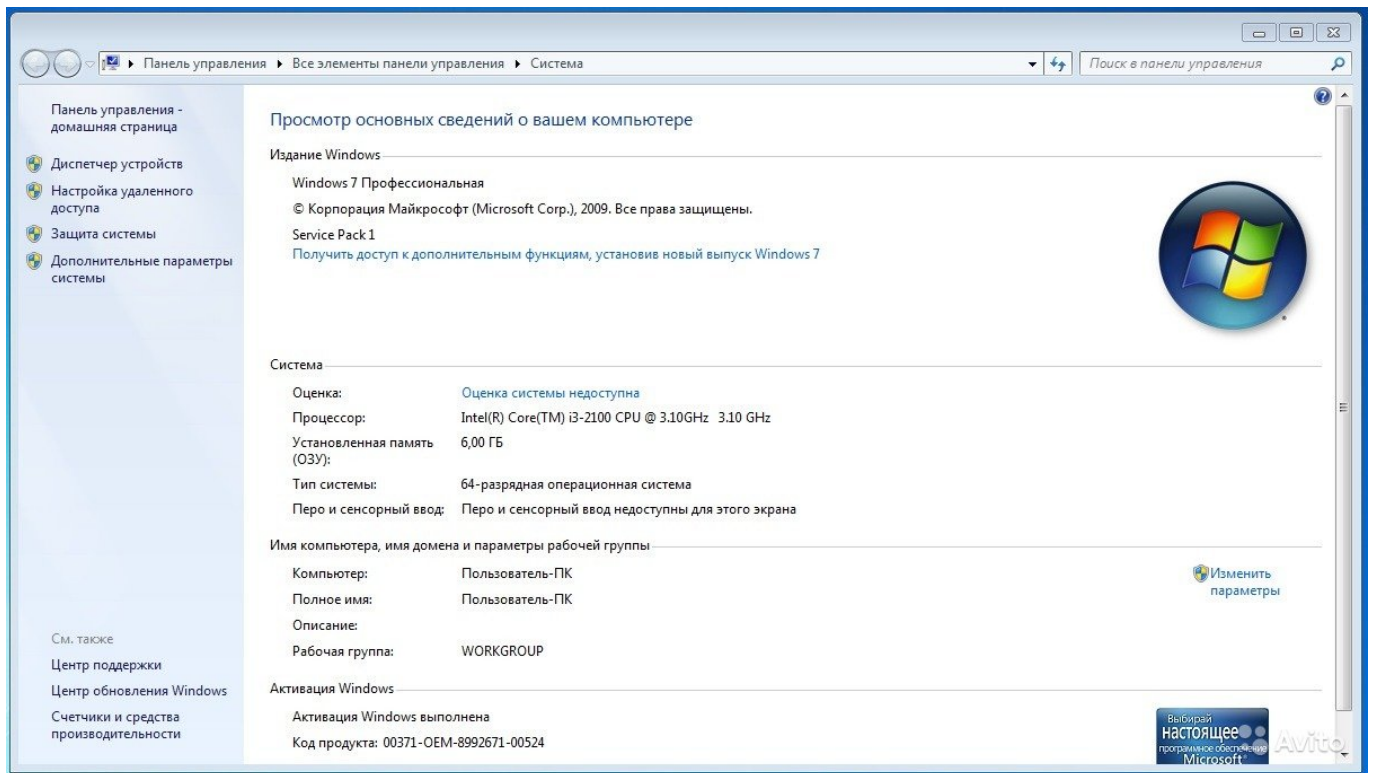 Панель управления ▸ Все элементы панели управления ▸ Система
Поиск в панели управления
Панель управления -
домашняя страница
Диспетчер устройств
Настройка удаленного
доступа
Защита системы
Дополнительные параметры
системы
См. также
Центр поддержки
Центр обновления Windows
Счетчики и средства
производительности
Просмотр основных сведений о вашем компьютере
Издание Windows
Windows 7 Профессиональная
© Корпорация Майкрософт (Microsoft Corp.), 2009. Все права защищены.
Service Pack 1
Получить доступ к дополнительным функциям, установив новый выпуск Windows 7
Система
Оценка: Оценка системы недоступна
Процессор: Intel(R) Core(TM) i3-2100 CPU @ 3.10GHz 3.10 GHz
Установленная память 6,00 ГБ
(ОЗУ):
Тип системы: 64-разрядная операционная система
Перо и сенсорный ввод: Перо и сенсорный ввод недоступны для этого экрана
Имя компьютера, имя домена и параметры рабочей группы
Компьютер: Пользователь-ПК
Изменить
параметры
Полное имя: Пользователь-ПК
Описание:
Рабочая группа: WORKGROUP
Активация Windows
Активация Windows выполнена
Код продукта: 00371-OEM-8992671-00524
Выбирай
настоящее
программное обеспечение
Microsoft
Avito